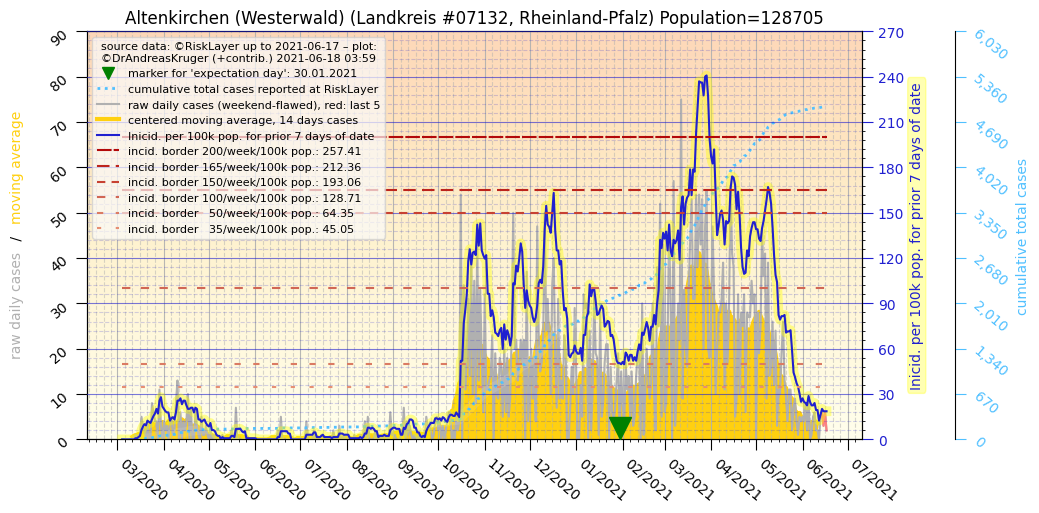 Altenkirchen (Westerwald) (Landkreis #07132, Rheinland-Pfalz) Population=128705
source data: ©RiskLayer up to 2021-06-17 – plot:
©DrAndreasKruger (+contrib.) 2021-06-18 03:59
marker for 'expectation day': 30.01.2021
cumulative total cases reported at RiskLayer
raw daily cases (weekend-flawed), red: last 5
centered moving average, 14 days cases
Inicid. per 100k pop. for prior 7 days of date
incid. border 200/week/100k pop.: 257.41
incid. border 165/week/100k pop.: 212.36
incid. border 150/week/100k pop.: 193.06
incid. border 100/week/100k pop.: 128.71
incid. border 50/week/100k pop.: 64.35
incid. border 35/week/100k pop.: 45.05
raw daily cases / moving average
90
80
70
60
50
40
30
20
10
0
03/2020
04/2020
05/2020
06/2020
07/2020
08/2020
09/2020
10/2020
11/2020
12/2020
01/2021
02/2021
03/2021
04/2021
05/2021
06/2021
07/2021
270
240
210
180
150
120
90
60
30
0
Inicid. per 100k pop. for prior 7 days of date
6,030
5,360
4,690
4,020
3,350
2,680
2,010
1,340
670
0
cumulative total cases